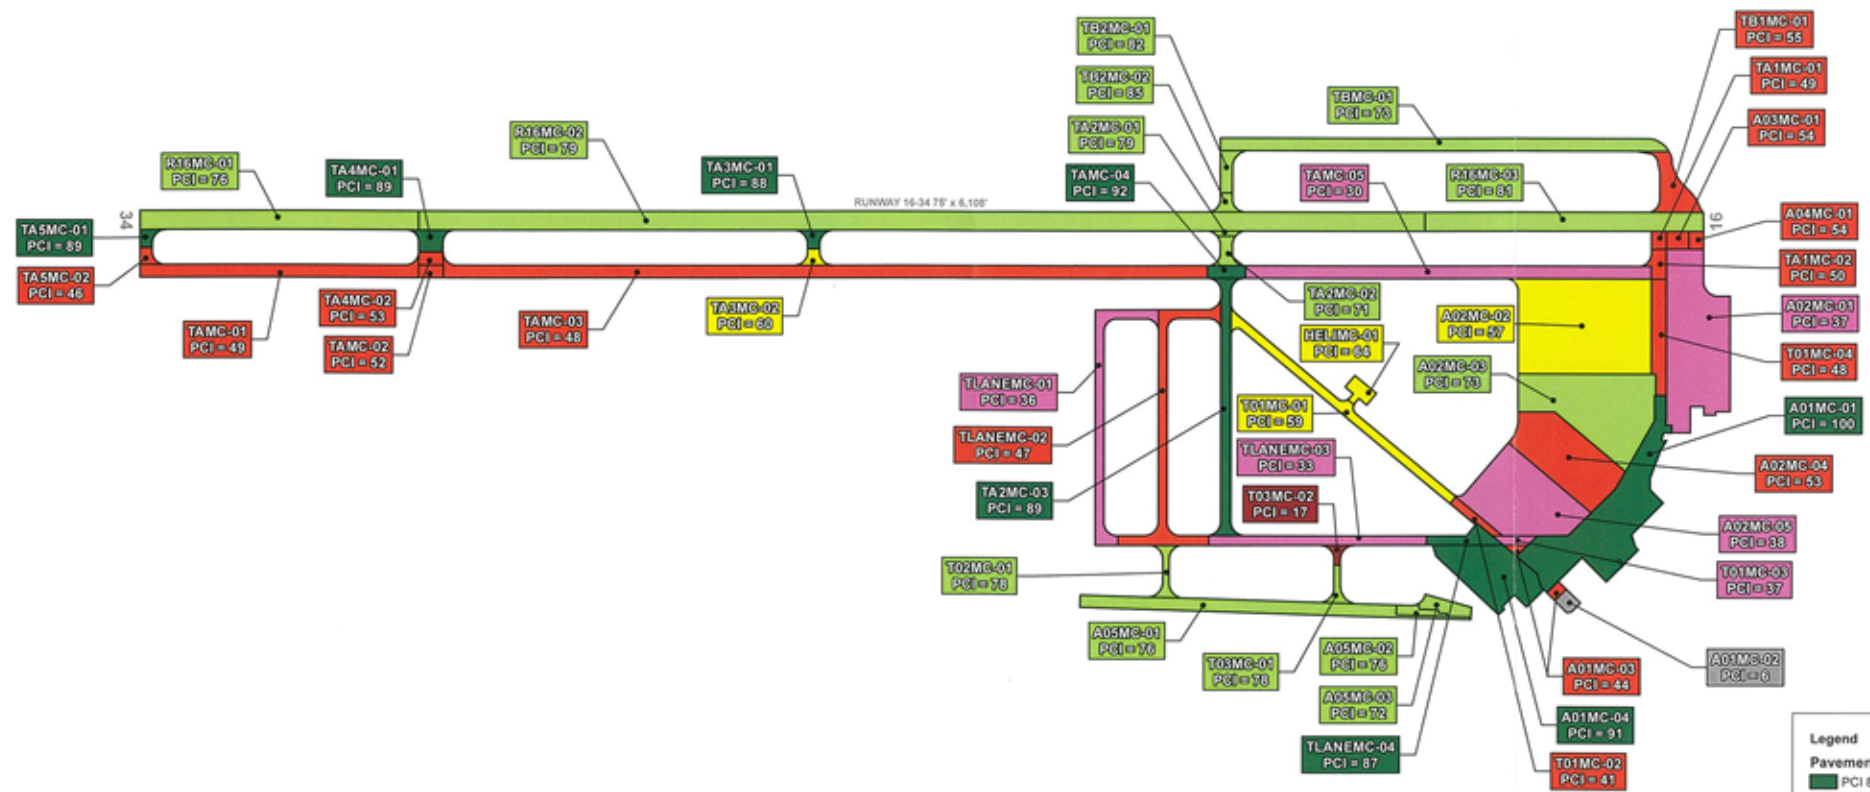 TB2MC-01
PCI = 82
TB1MC-01
PCI = 55
TB2MC-02
PCI = 85
TA1MC-01
PCI = 49
TBMC-01
PCI = 73
A03MC-01
PCI = 54
TA2MC-01
PCI = 79
R16MC-02
PCI = 79
R16MC-01
PCI = 76
TA4MC-01
PCI = 89
TA3MC-01
PCI = 88
TAMC-04
PCI = 92
TAMC-05
PCI = 30
R16MC-03
PCI = 81
RUNWAY 16-34 75' x 6,108'
34
16
A04MC-01
PCI = 54
TA5MC-01
PCI = 89
TA5MC-02
PCI = 46
TA1MC-02
PCI = 50
TA4MC-02
PCI = 53
TAMC-01
PCI = 49
TAMC-02
PCI = 52
TAMC-03
PCI = 48
TA3MC-02
PCI = 60
TA2MC-02
PCI = 71
A02MC-01
PCI = 37
A02MC-02
PCI = 57
HELIMC-01
PCI = 64
T01MC-04
PCI = 48
A02MC-03
PCI = 73
TLANEMC-01
PCI = 36
T01MC-01
PCI = 59
A01MC-01
PCI = 100
TLANEMC-02
PCI = 47
TLANEMC-03
PCI = 33
A02MC-04
PCI = 53
TA2MC-03
PCI = 89
T03MC-02
PCI = 17
A02MC-05
PCI = 38
T02MC-01
PCI = 78
T01MC-03
PCI = 37
A05MC-01
PCI = 76
T03MC-01
PCI = 78
A05MC-02
PCI = 76
A01MC-03
PCI = 44
A01MC-02
PCI = 6
A05MC-03
PCI = 72
A01MC-04
PCI = 91
TLANEMC-04
PCI = 87
T01MC-02
PCI = 41
Legend
Pavemen
PCI 8